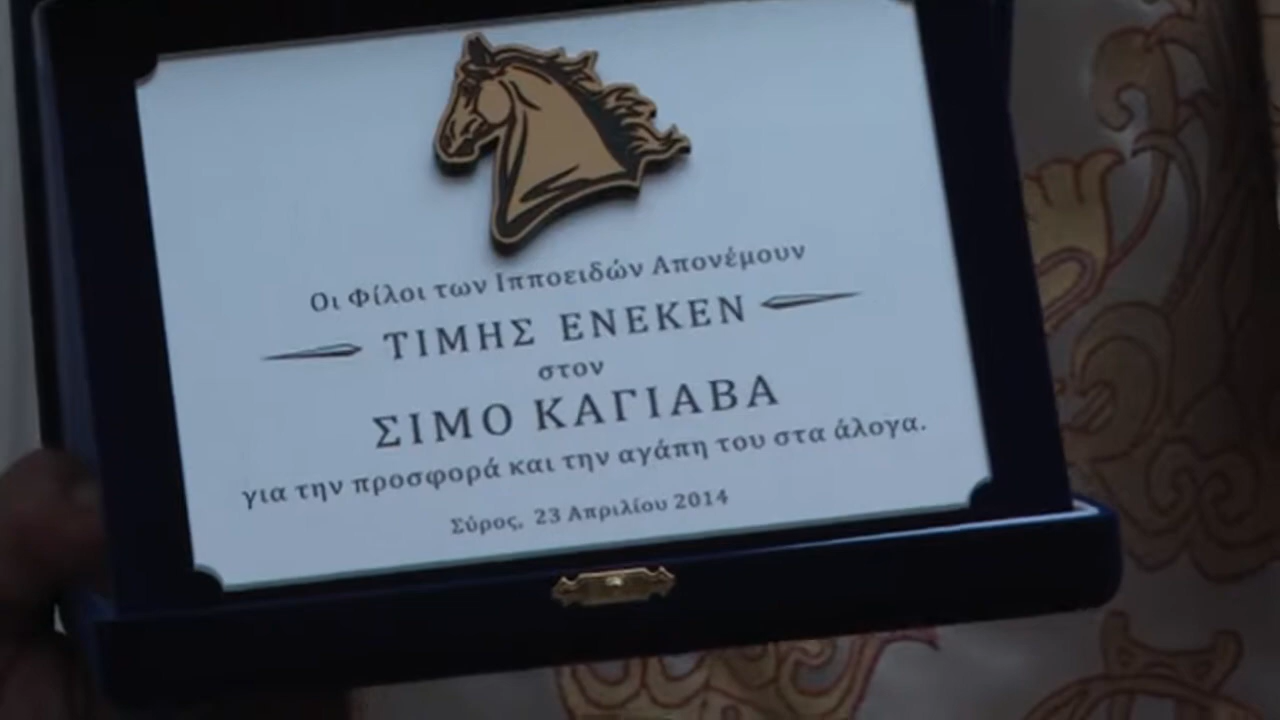 Οι Φίλοι των Ιπποειδών Απονέμουν
ΤΙΜΗΣ ΕΝΕΚΕΝ
στον
ΣΙΜΟ ΚΑΓΙΑΒΑ
για την προσφορά και την αγάπη του στα άλογα.
Σύρος, 23 Απριλίου 2014